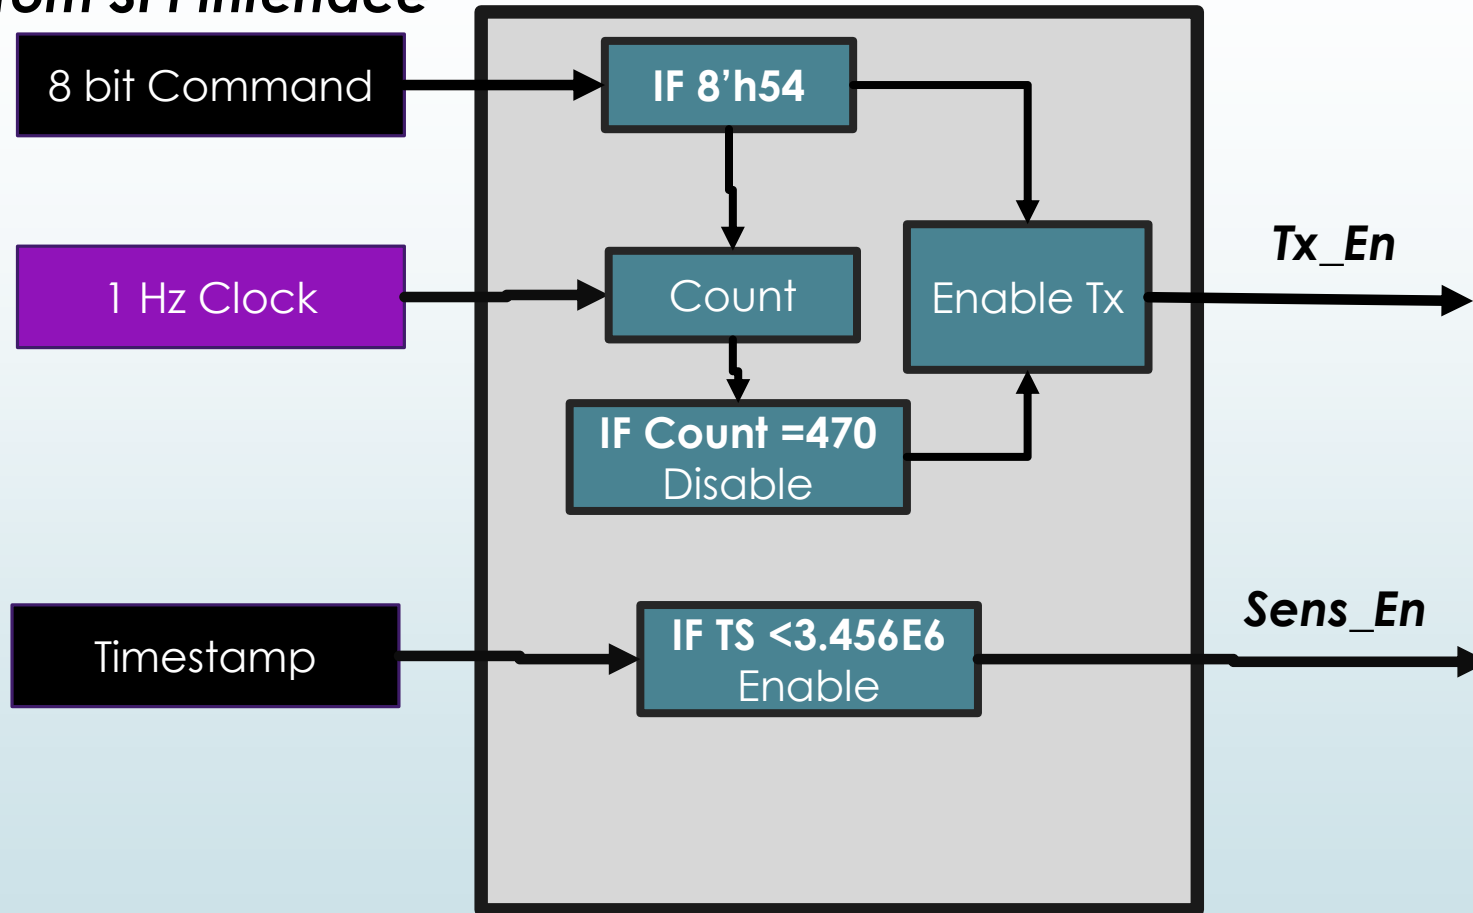 8 bit Command
IF 8'h54
1 Hz Clock
Count
Enable Tx
Tx_En
IF Count =470
Disable
Timestamp
IF TS <3.456E6
Enable
Sens_En